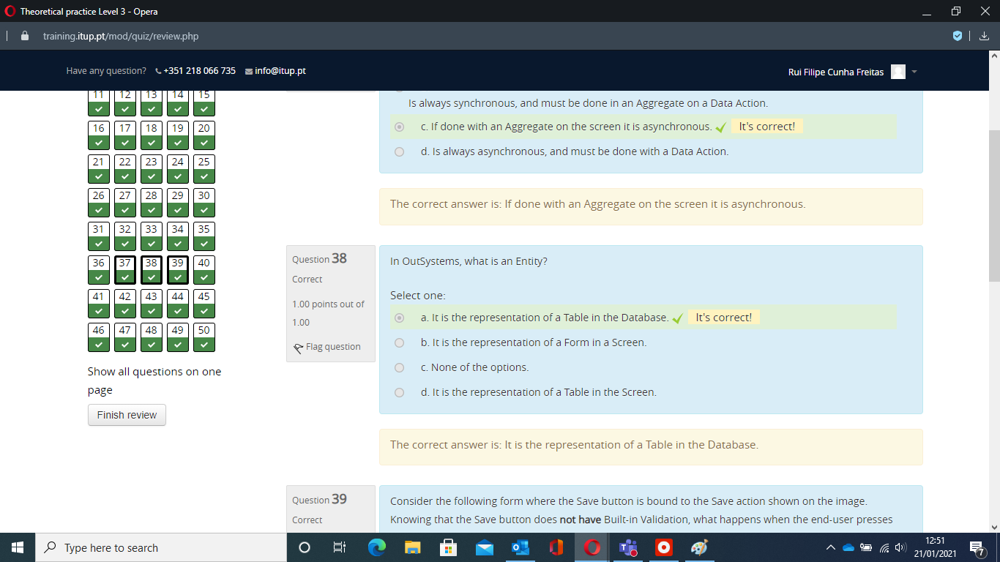 Theoretical practice Level 3 - Opera
training.itup.pt/mod/quiz/review.php
Have any question? +351 218 066 735 info@itup.pt
Rui Filipe Cunha Freitas
11 12 13 14 15
16 17 18 19 20
21 22 23 24 25
26 27 28 29 30
31 32 33 34 35
36 37 38 39 40
41 42 43 44 45
46 47 48 49 50
Show all questions on one
page
Finish review
Is always synchronous, and must be done in an Aggregate on a Data Action.
c. If done with an Aggregate on the screen it is asynchronous. It's correct!
d. Is always asynchronous, and must be done with a Data Action.
The correct answer is: If done with an Aggregate on the screen it is asynchronous.
Question 38
Correct
1.00 points out of
1.00
Flag question
In OutSystems, what is an Entity?
Select one:
a. It is the representation of a Table in the Database. It's correct!
b. It is the representation of a Form in a Screen.
c. None of the options.
d. It is the representation of a Table in the Screen.
The correct answer is: It is the representation of a Table in the Database.
Question 39
Correct
Consider the following form where the Save button is bound to the Save action shown on the image.
Knowing that the Save button does not have Built-in Validation, what happens when the end-user presses
Type here to search
12:51
21/01/2021
7